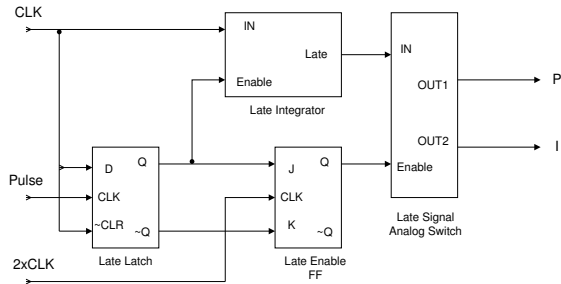 CLK
IN
Late
Enable
Late Integrator
IN
OUT1
OUT2
Enable
P
I
Late Signal
Analog Switch
Pulse
D
Q
CLK
~CLR
~Q
Late Latch
J
Q
CLK
K
~Q
Late Enable
FF
2xCLK